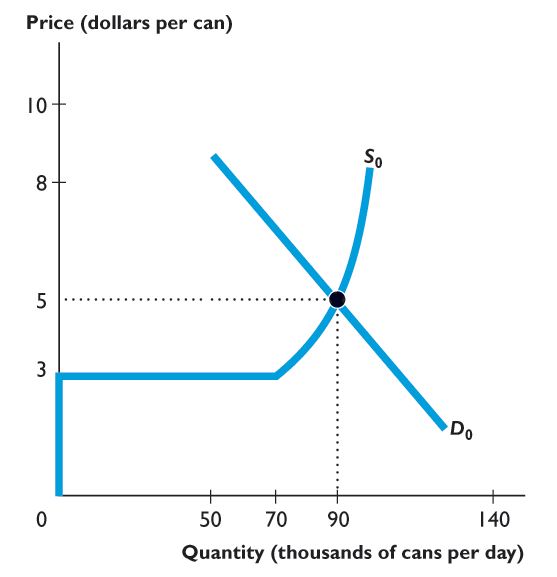 Price (dollars per can)
10
S0
8
5
3
D0
0 50 70 90 140
Quantity (thousands of cans per day)